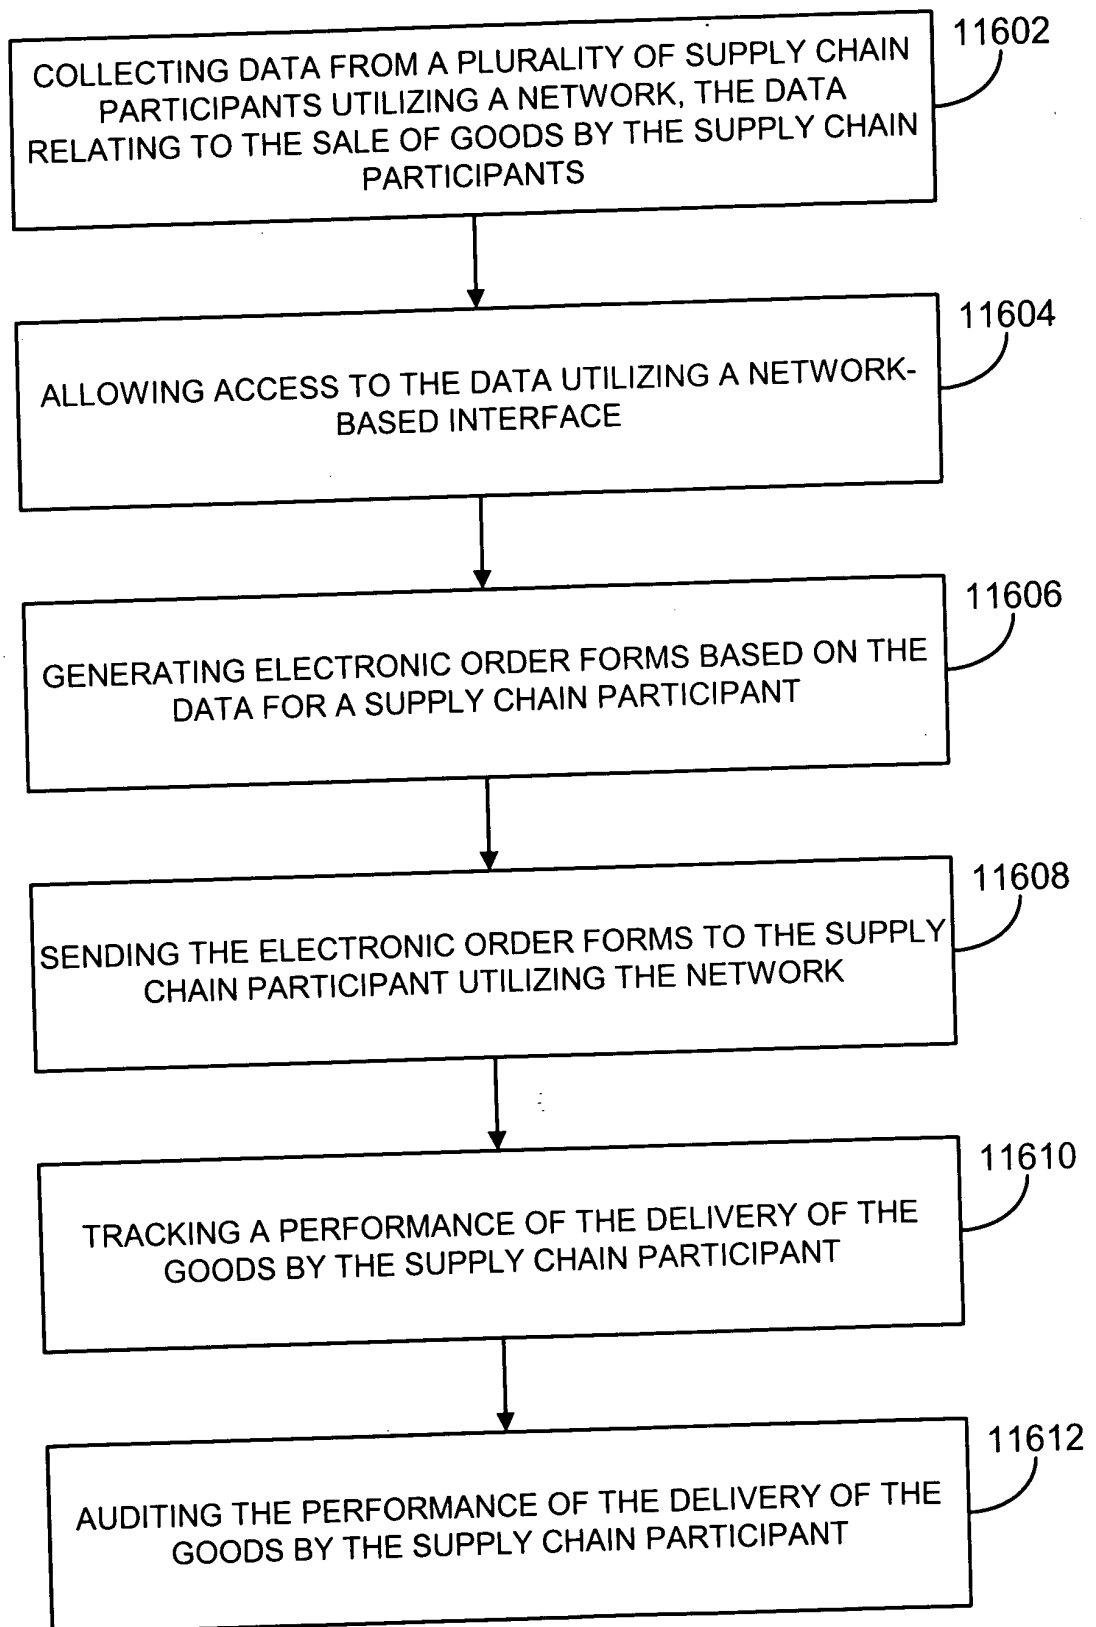 COLLECTING DATA FROM A PLURALITY OF SUPPLY CHAIN
PARTICIPANTS UTILIZING A NETWORK, THE DATA
RELATING TO THE SALE OF GOODS BY THE SUPPLY CHAIN
PARTICIPANTS
11602
ALLOWING ACCESS TO THE DATA UTILIZING A NETWORK-
BASED INTERFACE
11604
GENERATING ELECTRONIC ORDER FORMS BASED ON THE
DATA FOR A SUPPLY CHAIN PARTICIPANT
11606
SENDING THE ELECTRONIC ORDER FORMS TO THE SUPPLY
CHAIN PARTICIPANT UTILIZING THE NETWORK
11608
TRACKING A PERFORMANCE OF THE DELIVERY OF THE
GOODS BY THE SUPPLY CHAIN PARTICIPANT
11610
AUDITING THE PERFORMANCE OF THE DELIVERY OF THE
GOODS BY THE SUPPLY CHAIN PARTICIPANT
11612